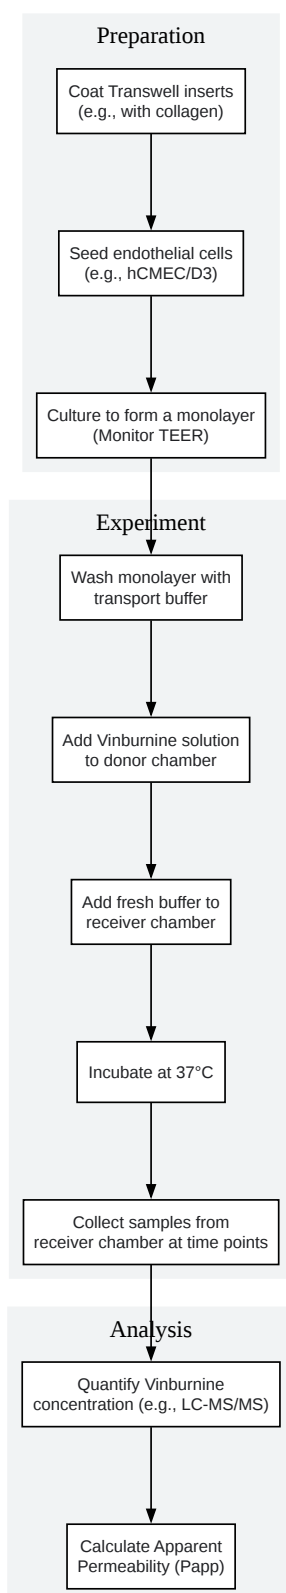 Preparation
Coat Transwell inserts
(e.g., with collagen)
Seed endothelial cells
(e.g., hCMEC/D3)
Culture to form a monolayer
(Monitor TEER)
Experiment
Wash monolayer with
transport buffer
Add Vinburnine solution
to donor chamber
Add fresh buffer to
receiver chamber
Incubate at 37°C
Collect samples from
receiver chamber at time points
Analysis
Quantify Vinburnine
concentration (e.g., LC-MS/MS)
Calculate Apparent
Permeability (Papp)